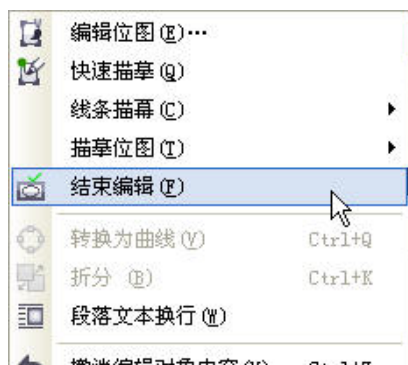 编辑位图(E)…
快速描摹(Q)
线条描幕(C)
描摹位图(T)
结束编辑(F)
转换为曲线(V) Ctrl+Q
折分 (B) Ctrl+K
段落文本换行(W)